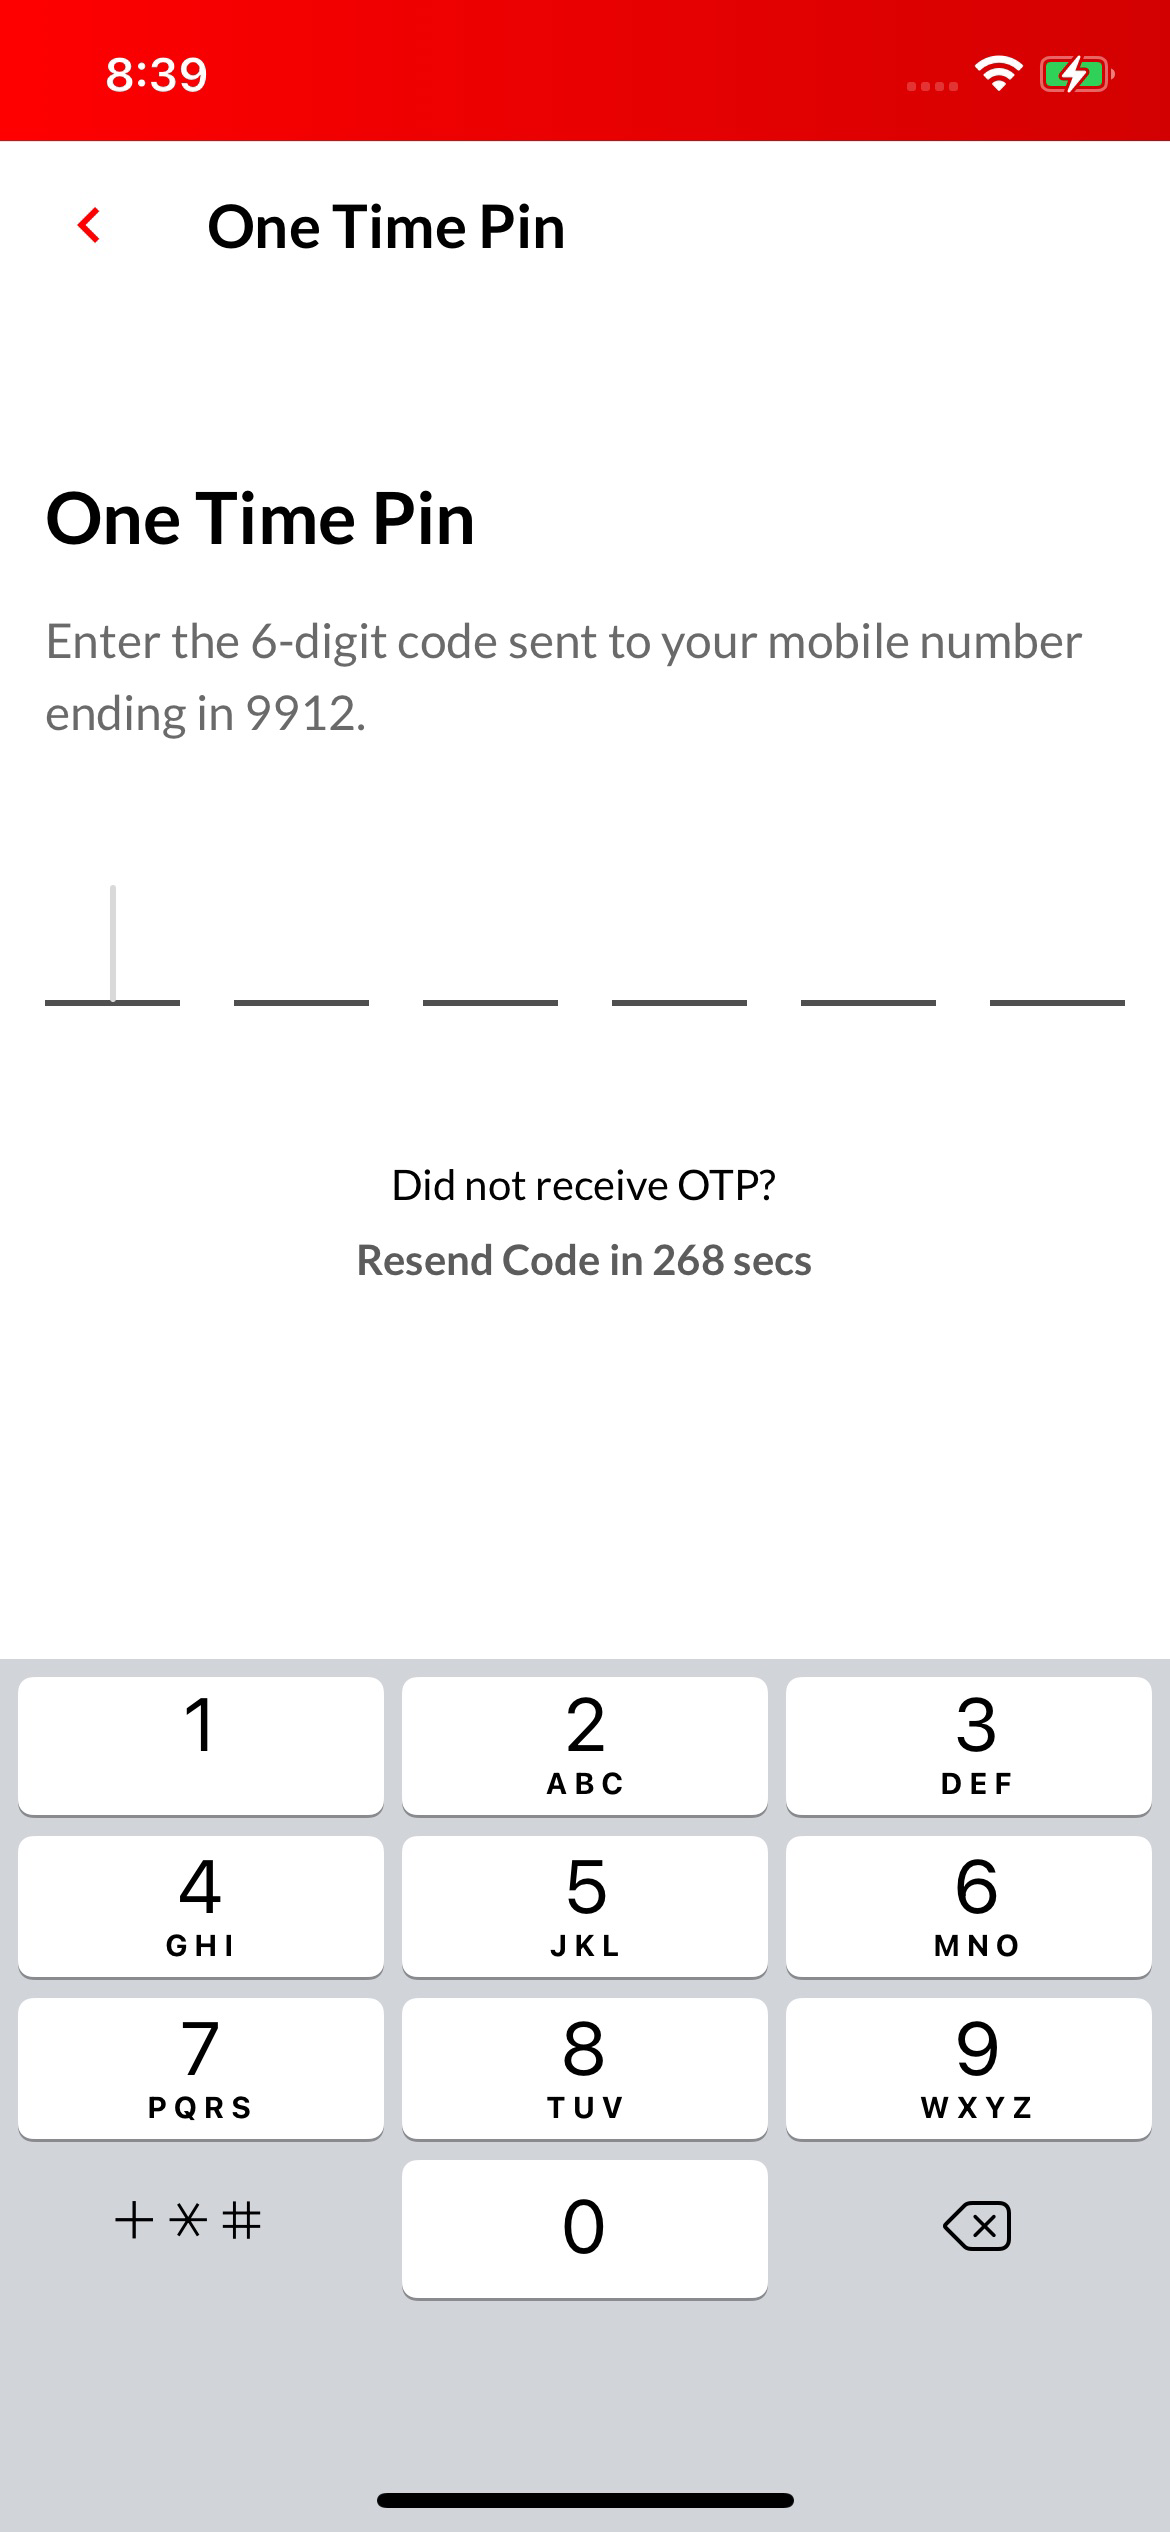 8:39
One Time Pin
One Time Pin
Enter the 6-digit code sent to your mobile number
ending in 9912.
Did not receive OTP?
Resend Code in 268 secs
1
2
ABC
3
DEF
4
GHI
5
JKL
6
MNO
7
PQRS
8
TUV
9
WXYZ
+*#
0